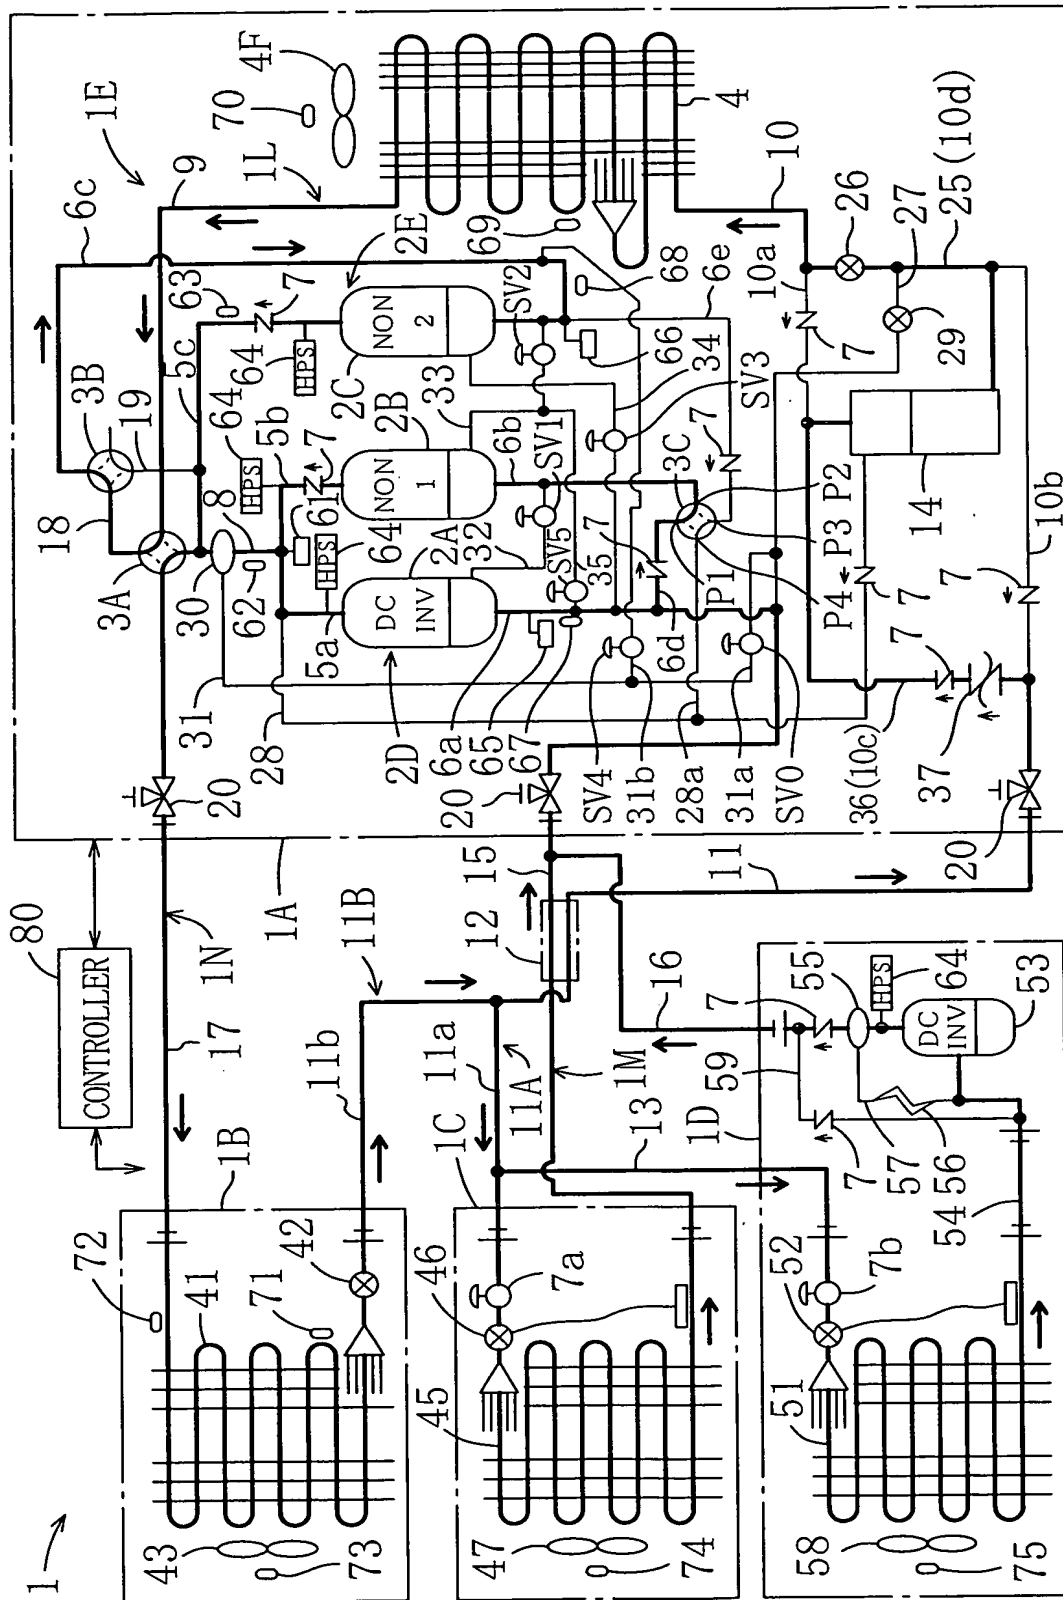 1
80
CONTROLLER
1E
6c
9
1L
70
4F
4
10
26
27
25(10d)
29
14
10b
10a
SV3
6e
68
69
2E
SV2
66
34
7
63
5c
3B
19
18
3A
30
8
62
64
HPS
5b
61
7
64
HPS
64
HPS
NON
2
2C
NON
1
2B
33
6b
SV1
DC
INV
2A
32
SV5
35
7
5a
31
28
2D
6a
65
67
20
SV4
31b
28a
31a
SV0
6d
P1
P4
P3
P2
3C
7
7
7
7
36(10c)
37
20
20
1A
1N
17
11B
11b
11a
11A
1M
12
15
11
16
13
1C
1B
72
41
71
42
43
73
46
7a
45
47
74
1D
59
7
55
64
HPS
DC
INV
53
7
57
56
54
52
7b
51
58
75